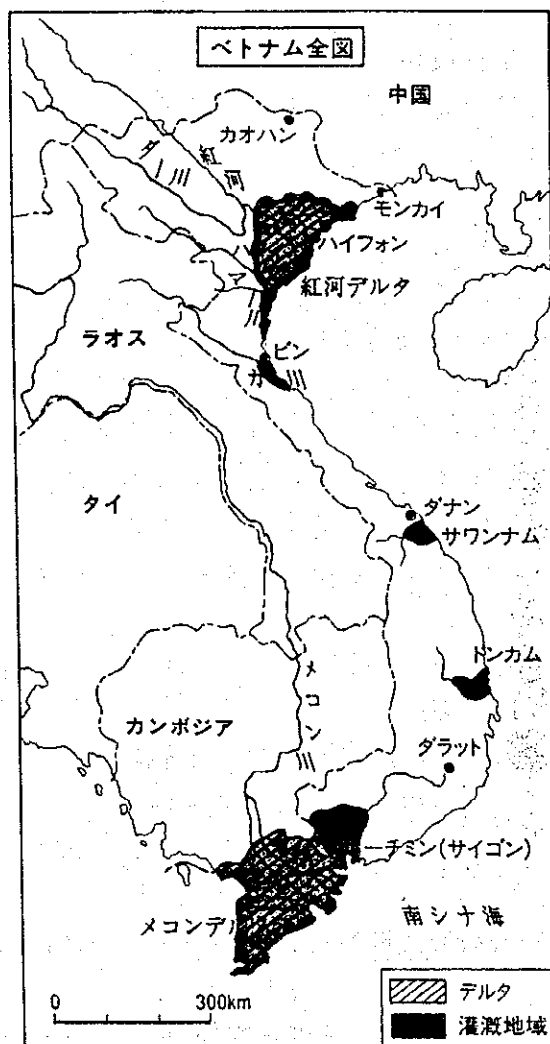 ベトナム全図
中国
カオハン
紅河
ター川
モンカイ
ハイフォン
紅河デルタ
マー川
ラオス
ビン
カ川
タイ
ダナン
サワンナム
トンカム
メコン川
カンボジア
ダラット
ーチミン(サイゴン)
メコンデル
南シナ海
0 300km
デルタ
灌漑地域